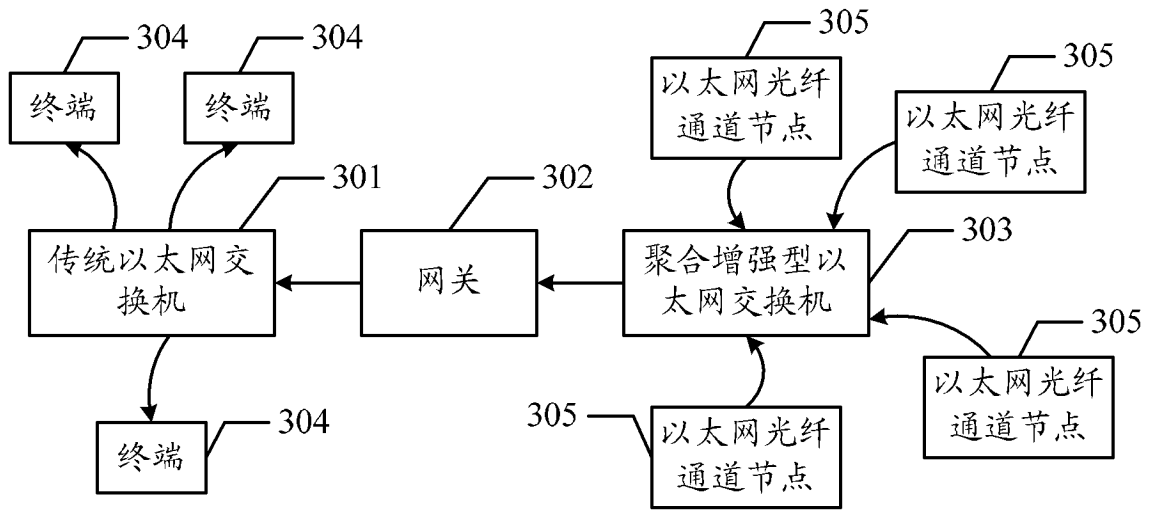 304
终端
304
终端
305
以太网光纤
通道节点
305
以太网光纤
通道节点
301
传统以太网交
换机
302
网关
303
聚合增强型以
太网交换机
305
以太网光纤
通道节点
304
终端
305
以太网光纤
通道节点